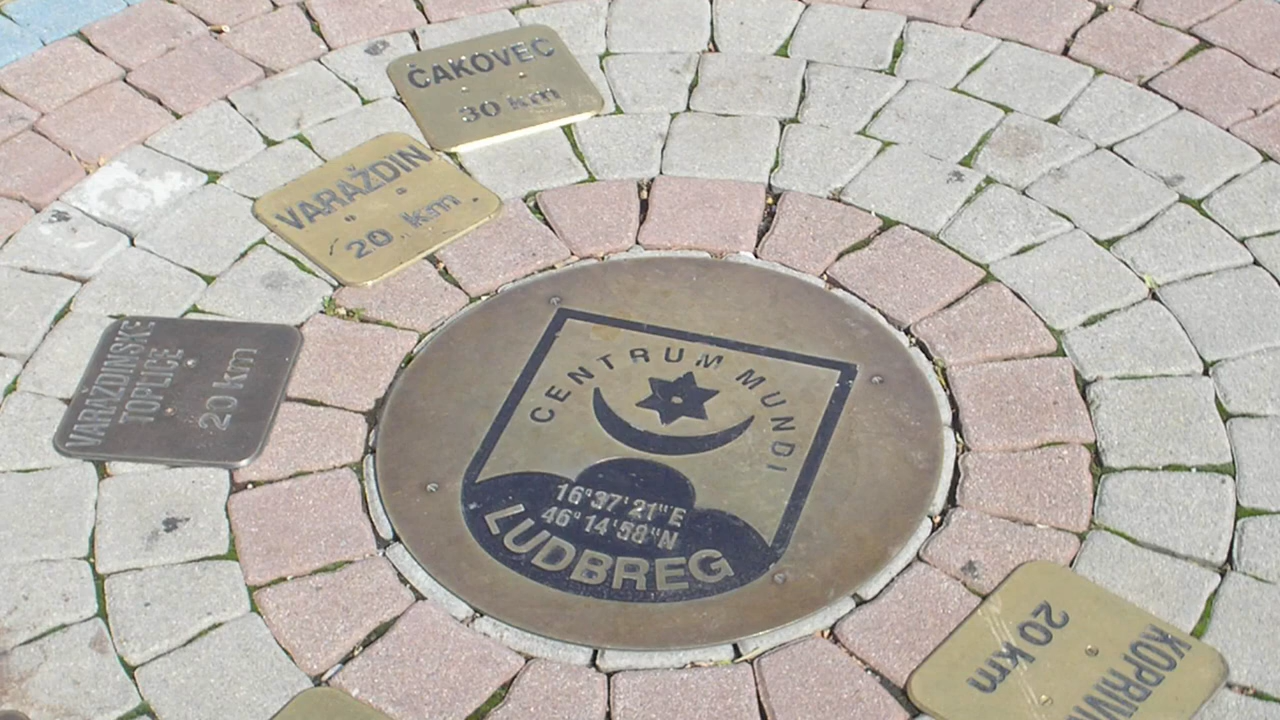 ČAKOVEC
30 km
VARAŽDIN
20 km
VARAŽDINSKE
TOPLICE
20 km
CENTRUM MUNDI
16°37'21"E
46°14'58"N
LUDBREG
20 km